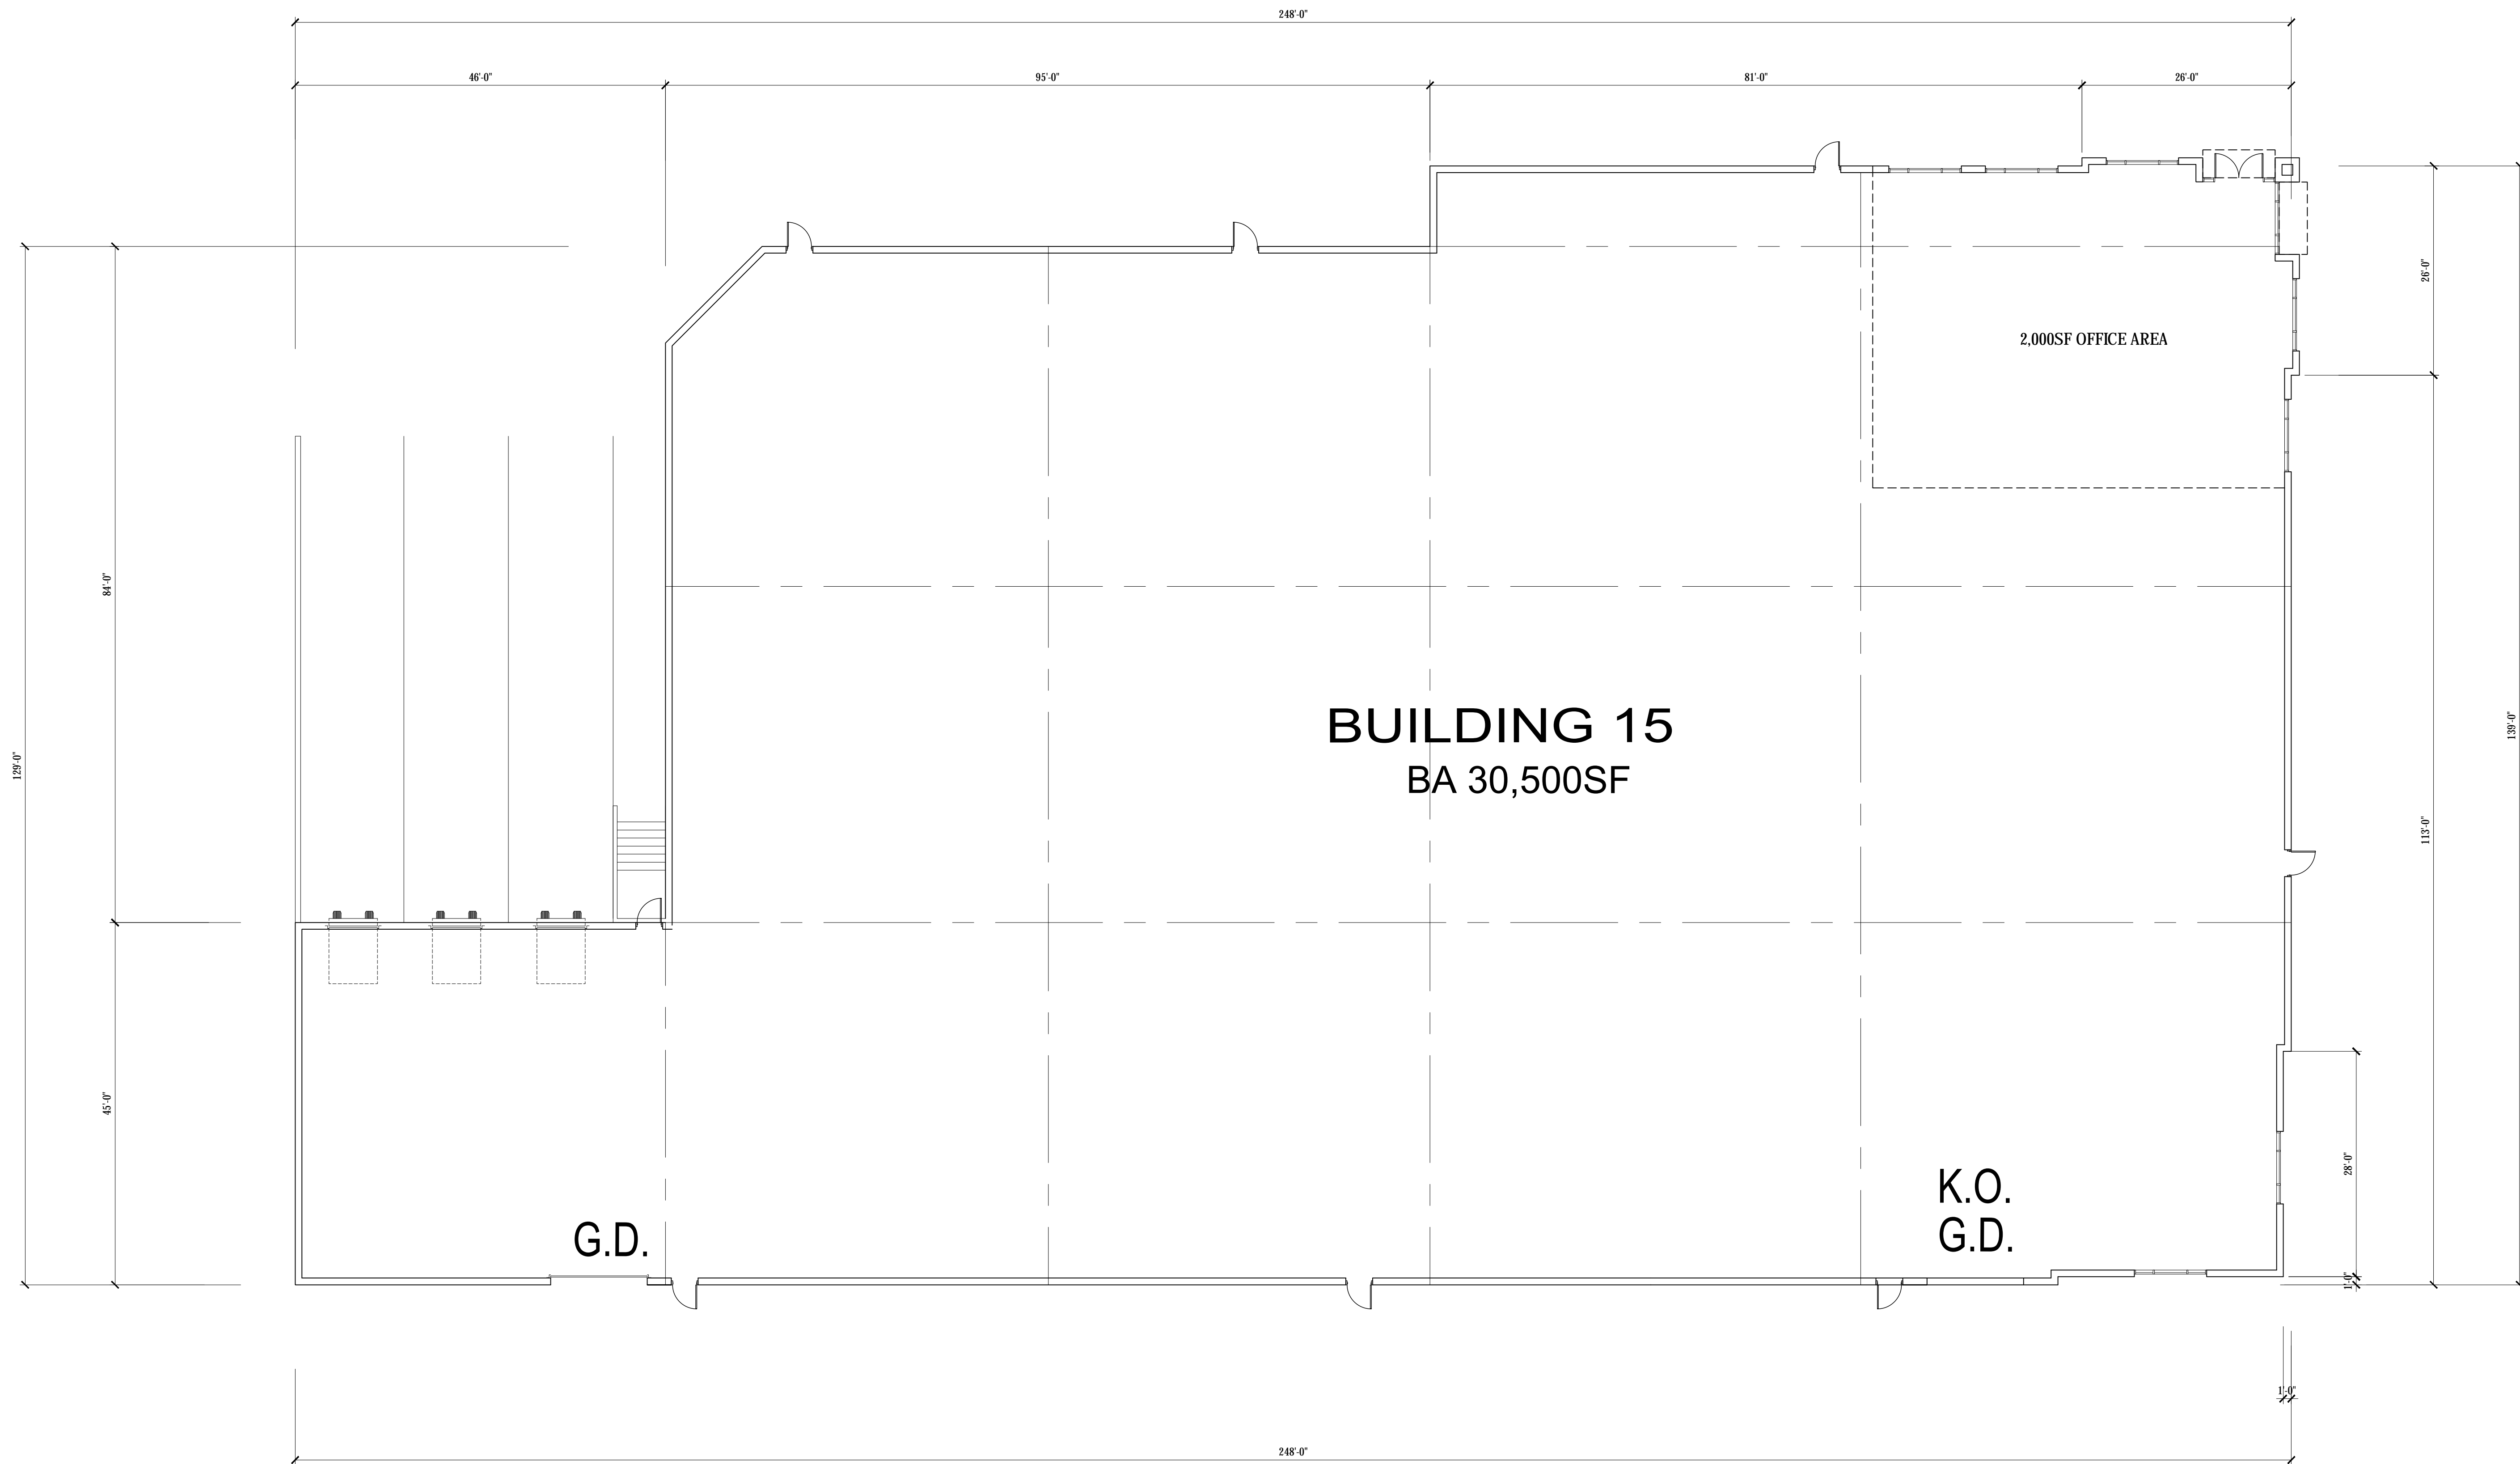 248'-0"
46'-0"
95'-0"
81'-0"
26'-0"
26'-0"
2,000SF OFFICE AREA
84'-0"
129'-0"
139'-0"
BUILDING 15
BA 30,500SF
113'-0"
45'-0"
28'-0"
K.O.
G.D.
G.D.
1'-0"
1'-0"
248'-0"